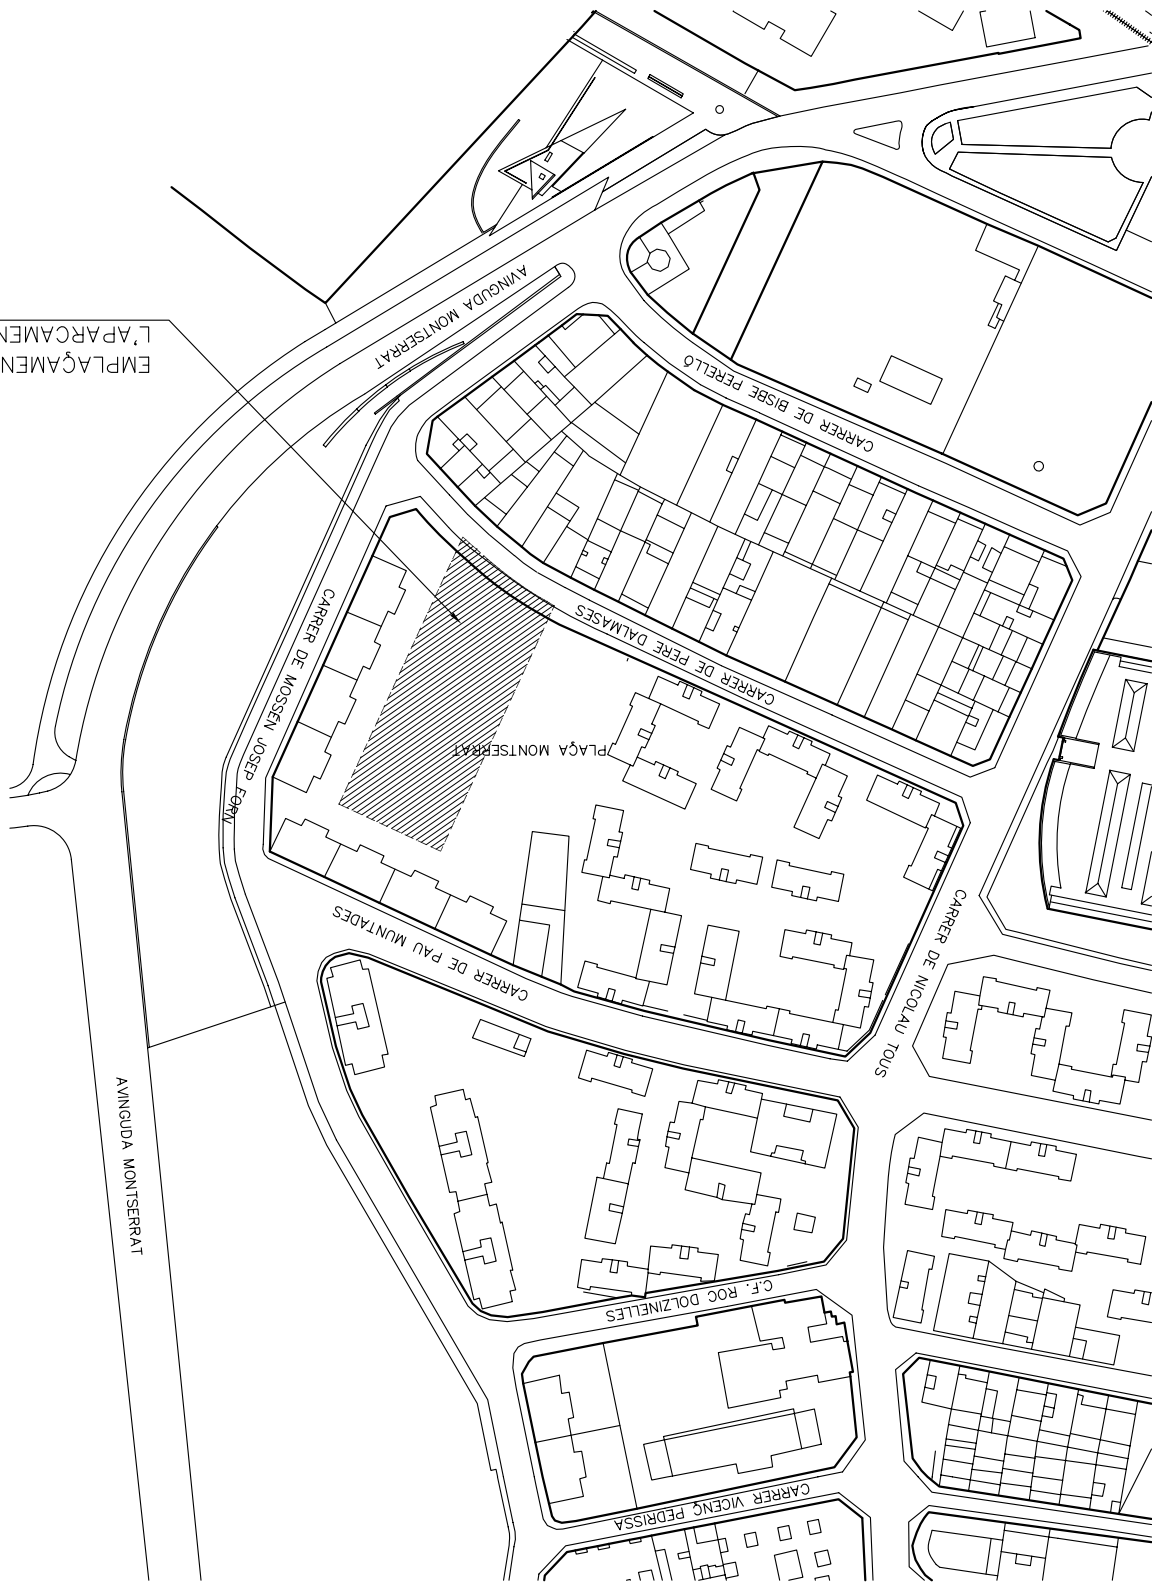 AVINGUDA MONTSERRAT
AVINGUDA MONTSERRAT
EMPLAÇAMEN
L'APARCAMEN
CARRER DE BISBE PERELLÓ
CARRER DE PERE DALMASES
CARRER DE MOSSÈN JOSEP FORN
PLAÇA MONTSERRAT
CARRER DE PAU MUNTADES
CARRER DE NICOLAU TOUS
C.F. ROC DOLZINELLES
CARRER VICENÇ PEDRISSA